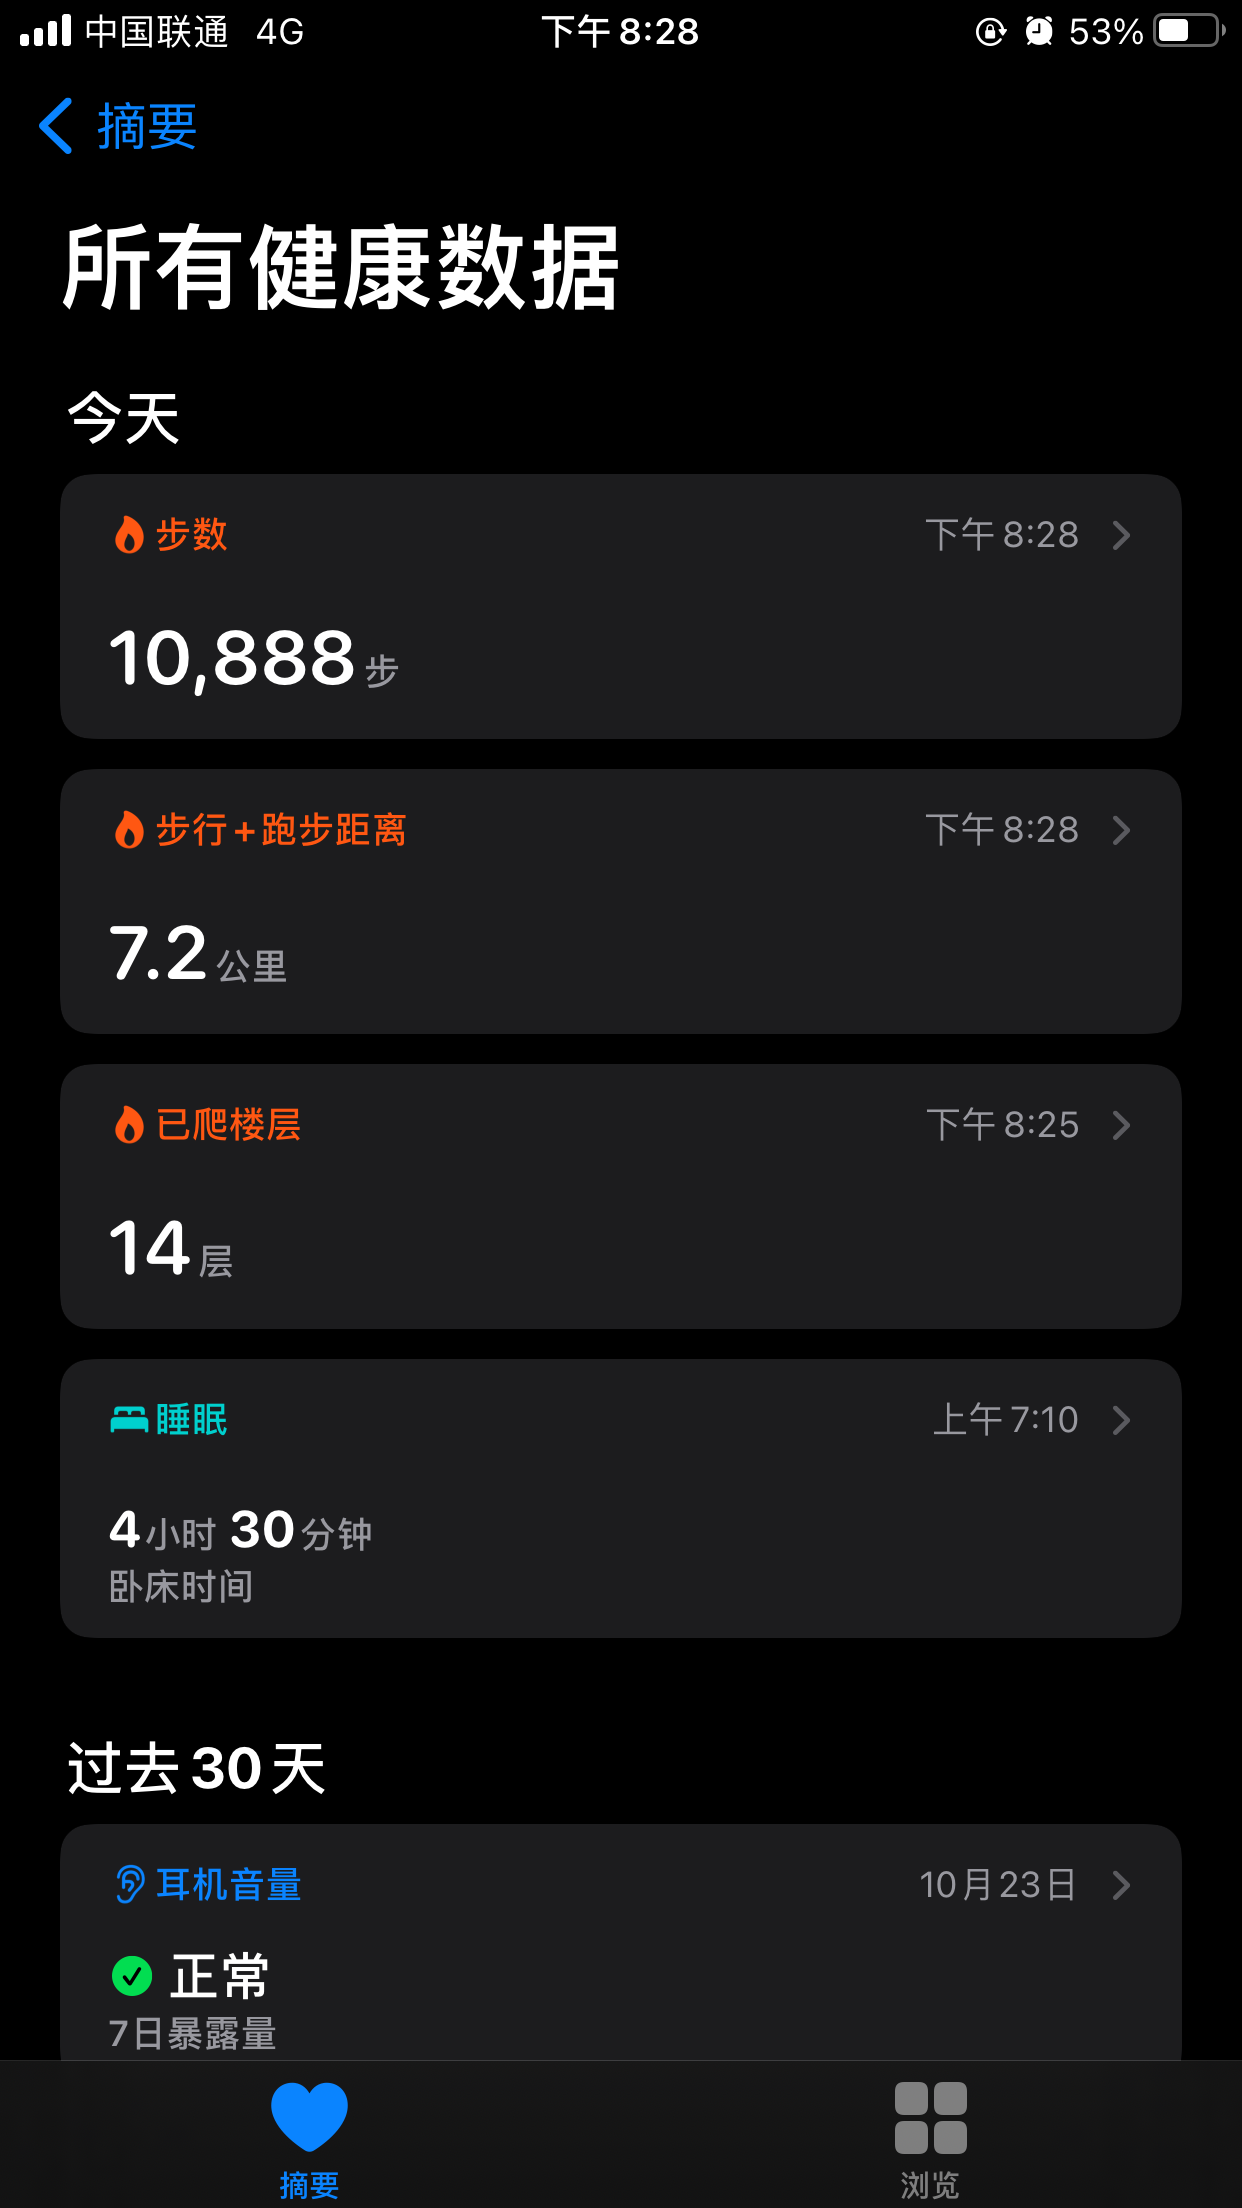 中国联通 4G 下午 8:28 53%
摘要
所有健康数据
今天
步数 下午 8:28
10,888 步
步行+跑步距离 下午 8:28
7.2 公里
已爬楼层 下午 8:25
14 层
睡眠 上午 7:10
4小时 30分钟
卧床时间
过去 30 天
耳机音量 10月23日
正常
7日暴露量
摘要 浏览